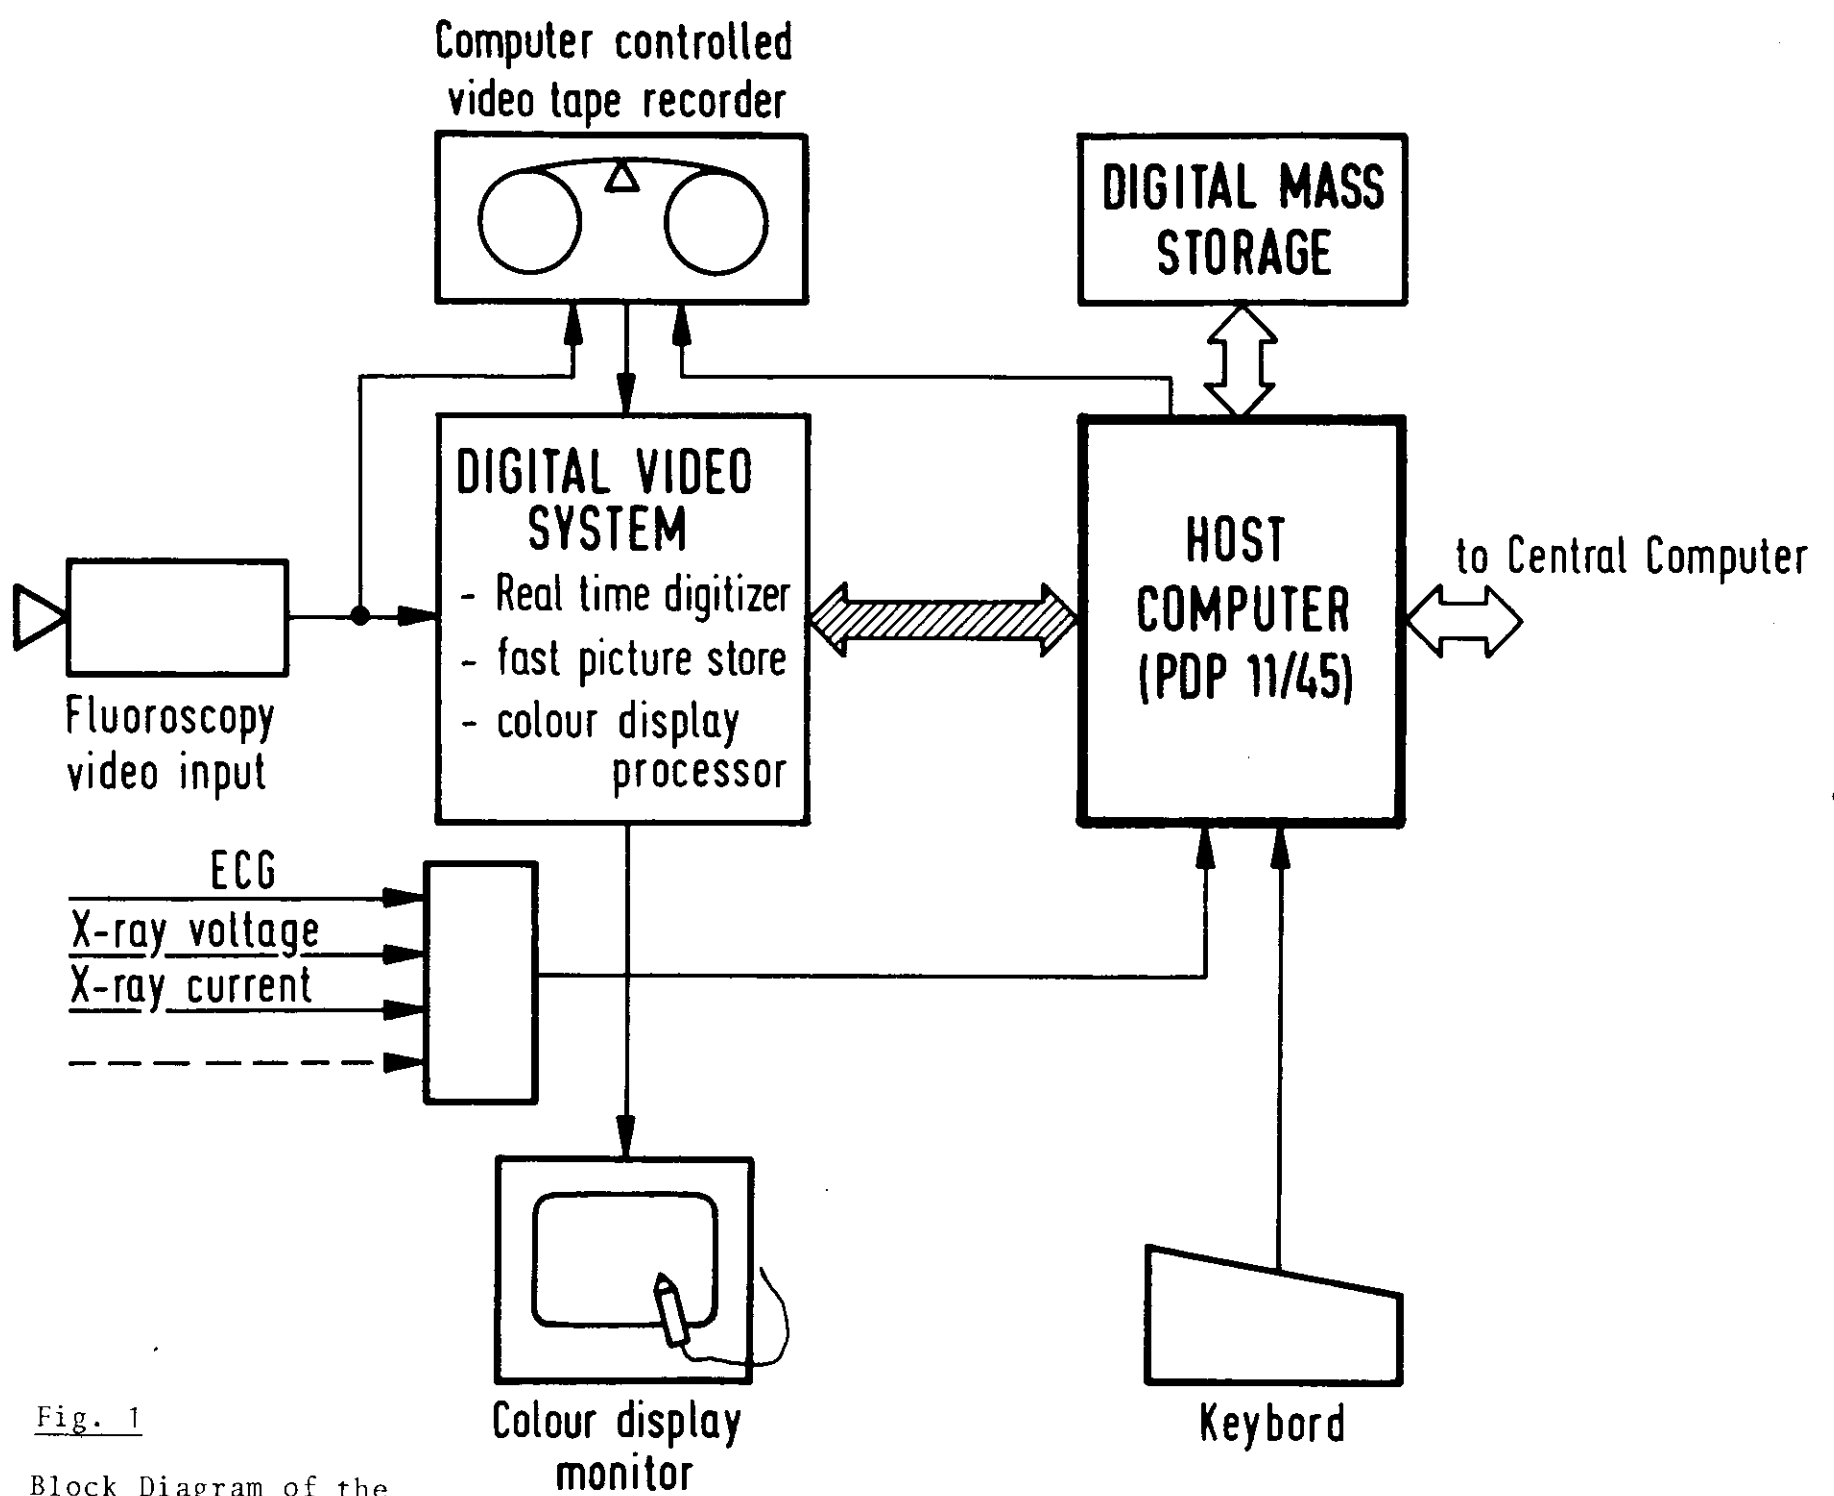 Computer controlled
video tape recorder
DIGITAL MASS
STORAGE
DIGITAL VIDEO
SYSTEM
- Real time digitizer
- fast picture store
- colour display
processor
HOST
COMPUTER
(PDP 11/45)
to Central Computer
Fluoroscopy
video input
ECG
X-ray voltage
X-ray current
Colour display
monitor
Keybord
Fig. 1
Block Diagram of the